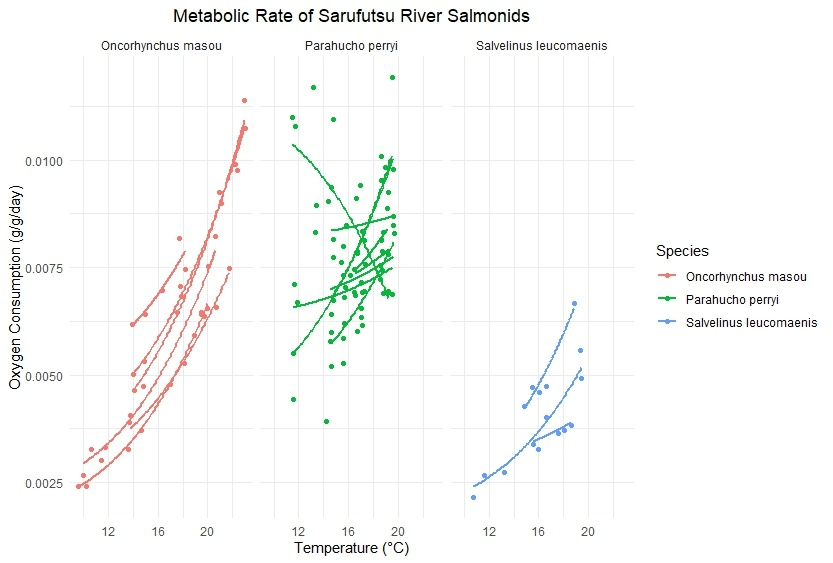 Metabolic Rate of Sarufutsu River Salmonids
Oncorhynchus masou
Parahucho perryi
Salvelinus leucomaenis
Oxygen Consumption (g/g/day)
0.0100
0.0075
0.0050
0.0025
12 16 20
12 16 20
12 16 20
Temperature (°C)
Species
Oncorhynchus masou
Parahucho perryi
Salvelinus leucomaenis